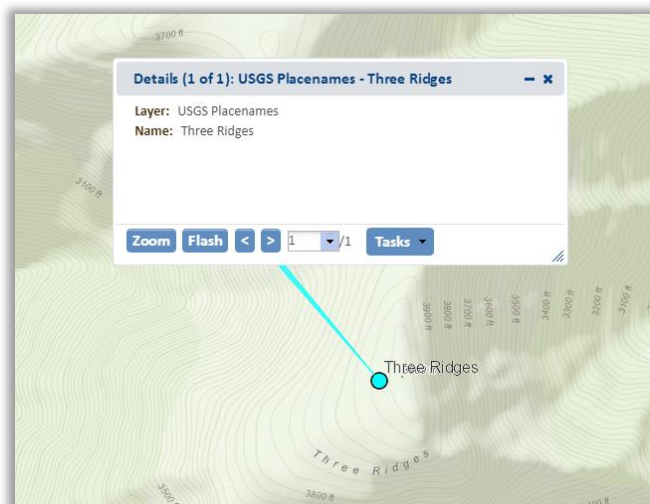 3700 ft
Details (1 of 1): USGS Placenames - Three Ridges
Layer: USGS Placenames
Name: Three Ridges
3100 ft
Zoom Flash < > 1 /1 Tasks
3900 ft
3800 ft
3700 ft
3600 ft
3500 ft
3400 ft
3300 ft
3200 ft
3100 ft
Three Ridges
Three Ridges
3500 ft
3800 ft